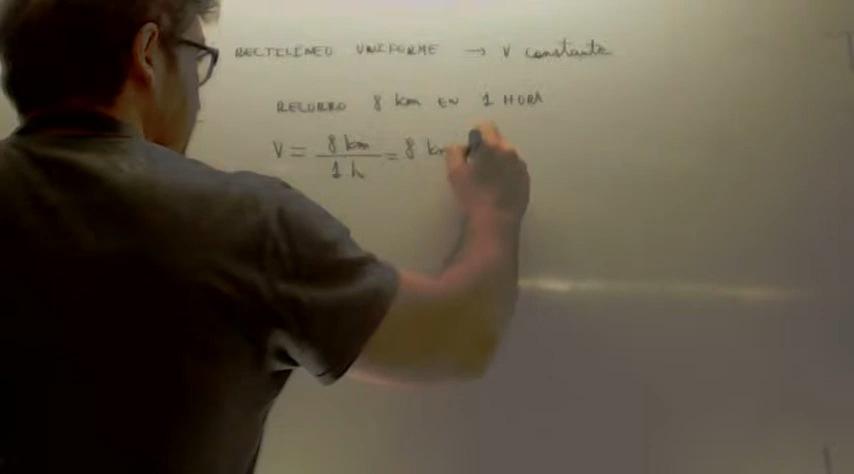 RECTILINEO UNIFORME → V constante
RECORRO 8 km EN 1 HORA
V = 8 km / 1 h = 8 km